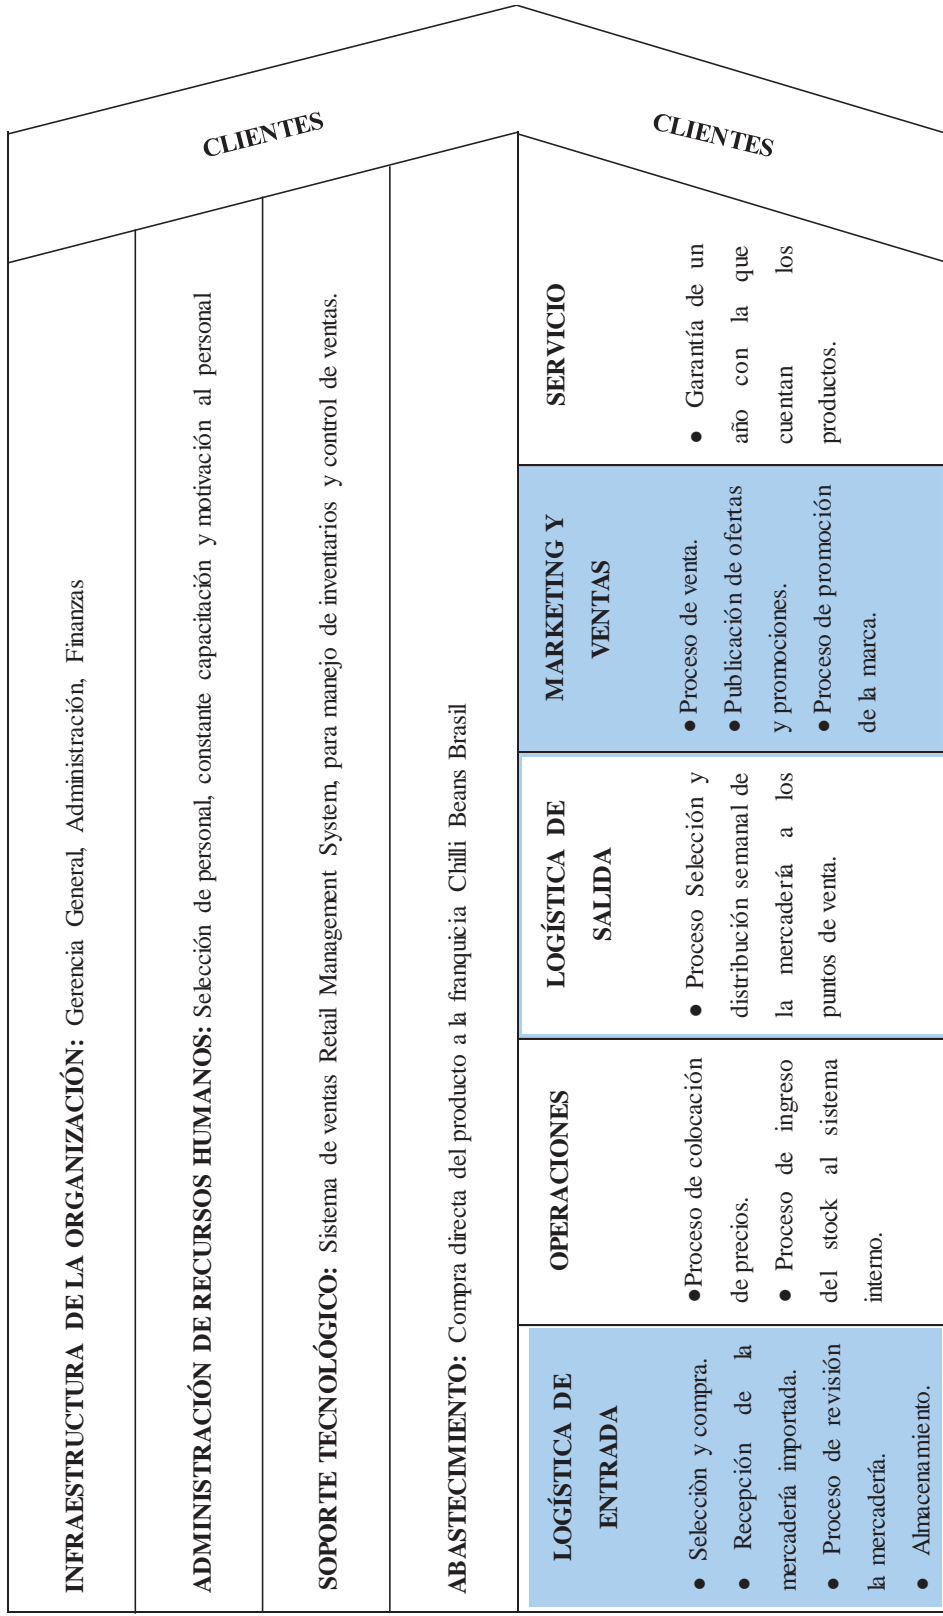 INFRAESTRUCTURA DE LA ORGANIZACIÓN: Gerencia General, Administración, Finanzas
ADMINISTRACIÓN DE RECURSOS HUMANOS: Selección de personal, constante capacitación y motivación al personal
SOPORTE TECNOLÓGICO: Sistema de ventas Retail Management System, para manejo de inventarios y control de ventas.
ABASTECIMIENTO: Compra directa del producto a la franquicia Chilli Beans Brasil
CLIENTES
LOGÍSTICA DE
ENTRADA
● Selecciòn y compra.
● Recepción de la
mercadería importada.
● Proceso de revisión
la mercadería.
● Almacenamiento.
OPERACIONES
●Proceso de colocación
de precios.
● Proceso de ingreso
del stock al sistema
interno.
LOGÍSTICA DE
SALIDA
● Proceso Selección y
distribución semanal de
la mercadería a los
puntos de venta.
MARKETING Y
VENTAS
● Proceso de venta.
● Publicación de ofertas
y promociones.
● Proceso de promoción
de la marca.
SERVICIO
● Garantía de un
año con la que
cuentan los
productos.
CLIENTES